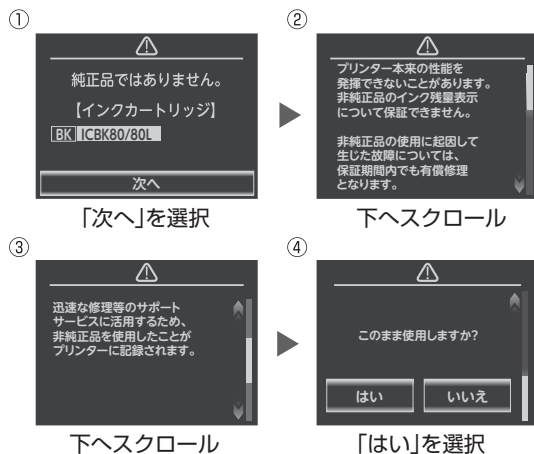 ①
純正品ではありません。
【インクカートリッジ】
BK ICBK80/80L
次へ
「次へ」を選択
②
プリンター本来の性能を
発揮できないことがあります。
非純正品のインク残量表示
について保証できません。
非純正品の使用に起因して
生じた故障については、
保証期間内でも有償修理
となります。
下へスクロール
③
迅速な修理等のサポート
サービスに活用するため、
非純正品を使用したことが
プリンターに記録されます。
下へスクロール
④
このまま使用しますか?
はい
いいえ
「はい」を選択